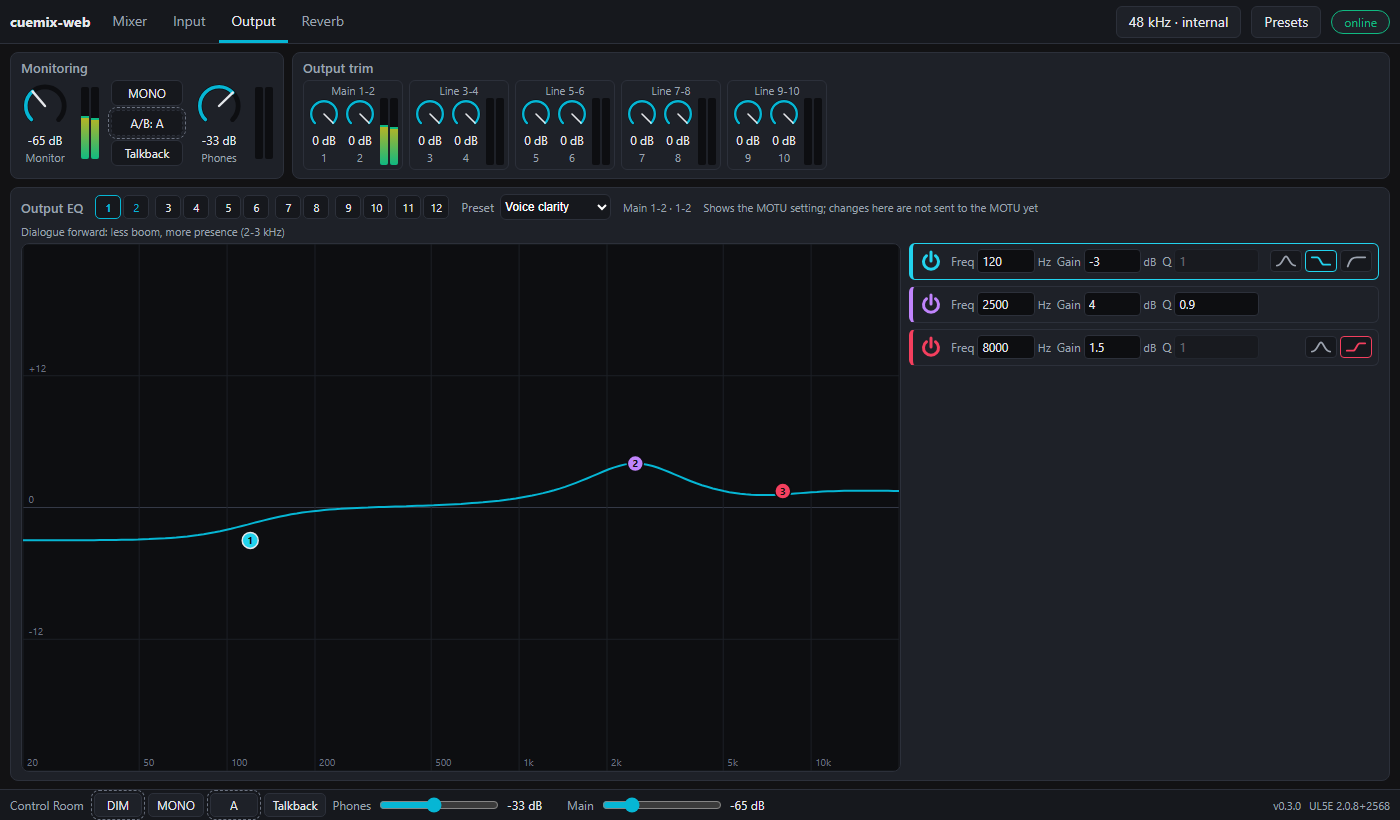 cuemix-web Mixer Input Output Reverb 48 kHz · internal Presets online
Monitoring
-65 dB
Monitor
MONO
A/B: A
Talkback
-33 dB
Phones
Output trim
Main 1-2 Line 3-4 Line 5-6 Line 7-8 Line 9-10
0 dB 0 dB 0 dB 0 dB 0 dB 0 dB 0 dB 0 dB 0 dB 0 dB
1 2 3 4 5 6 7 8 9 10
Output EQ 1 2 3 4 5 6 7 8 9 10 11 12 Preset Voice clarity Main 1-2 · 1-2 Shows the MOTU setting; changes here are not sent to the MOTU yet
Dialogue forward: less boom, more presence (2-3 kHz)
+12
0
-12
1
2
3
20 50 100 200 500 1k 2k 5k 10k
Freq 120 Hz Gain -3 dB Q 1
Freq 2500 Hz Gain 4 dB Q 0.9
Freq 8000 Hz Gain 1.5 dB Q 1
Control Room DIM MONO A Talkback Phones -33 dB Main -65 dB v0.3.0 UL5E 2.0.8+2568